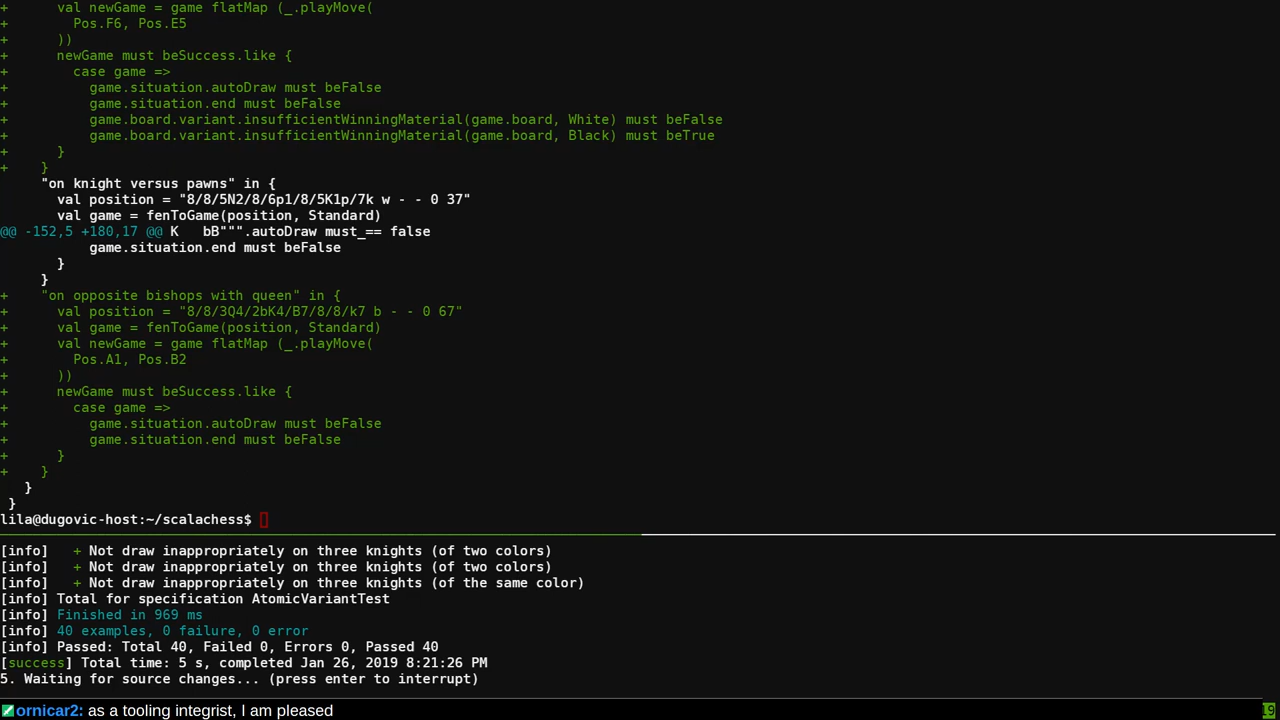 +      val newGame = game flatMap (_.playMove(
+        Pos.F6, Pos.E5
+      ))
+      newGame must beSuccess.like {
+        case game =>
+          game.situation.autoDraw must beFalse
+          game.situation.end must beFalse
+          game.board.variant.insufficientWinningMaterial(game.board, White) must beFalse
+          game.board.variant.insufficientWinningMaterial(game.board, Black) must beTrue
+      }
+    }
     "on knight versus pawns" in {
       val position = "8/8/5N2/8/6p1/8/5K1p/7k w - - 0 37"
       val game = fenToGame(position, Standard)
@@ -152,5 +180,17 @@ K   bB""".autoDraw must_== false
           game.situation.end must beFalse
       }
     }
+    "on opposite bishops with queen" in {
+      val position = "8/8/3Q4/2bK4/B7/8/8/k7 b - - 0 67"
+      val game = fenToGame(position, Standard)
+      val newGame = game flatMap (_.playMove(
+        Pos.A1, Pos.B2
+      ))
+      newGame must beSuccess.like {
+        case game =>
+          game.situation.autoDraw must beFalse
+          game.situation.end must beFalse
+      }
+    }
   }
 }
lila@dugovic-host:~/scalachess$
[info]   + Not draw inappropriately on three knights (of two colors)
[info]   + Not draw inappropriately on three knights (of two colors)
[info]   + Not draw inappropriately on three knights (of the same color)
[info] Total for specification AtomicVariantTest
[info] Finished in 969 ms
[info] 40 examples, 0 failure, 0 error
[info] Passed: Total 40, Failed 0, Errors 0, Passed 40
[success] Total time: 5 s, completed Jan 26, 2019 8:21:26 PM
5. Waiting for source changes... (press enter to interrupt)
ornicar2: as a tooling integrist, I am pleased
19